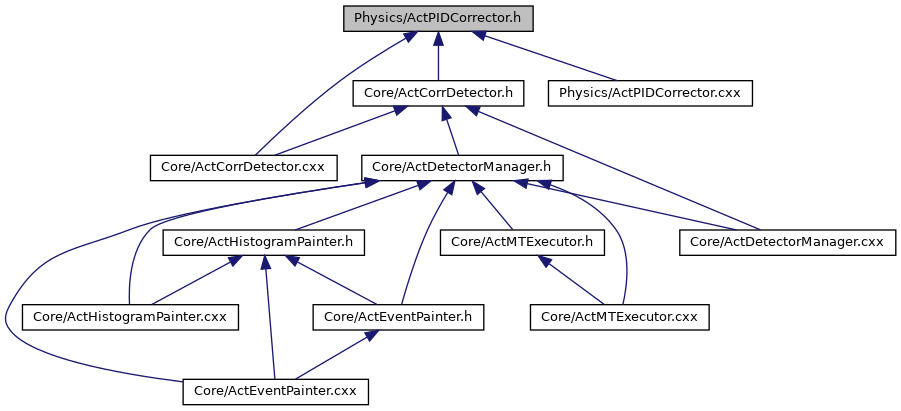 Physics/ActPIDCorrector.h
Core/ActCorrDetector.h
Physics/ActPIDCorrector.cxx
Core/ActCorrDetector.cxx
Core/ActDetectorManager.h
Core/ActHistogramPainter.h
Core/ActMTExecutor.h
Core/ActDetectorManager.cxx
Core/ActHistogramPainter.cxx
Core/ActEventPainter.h
Core/ActMTExecutor.cxx
Core/ActEventPainter.cxx